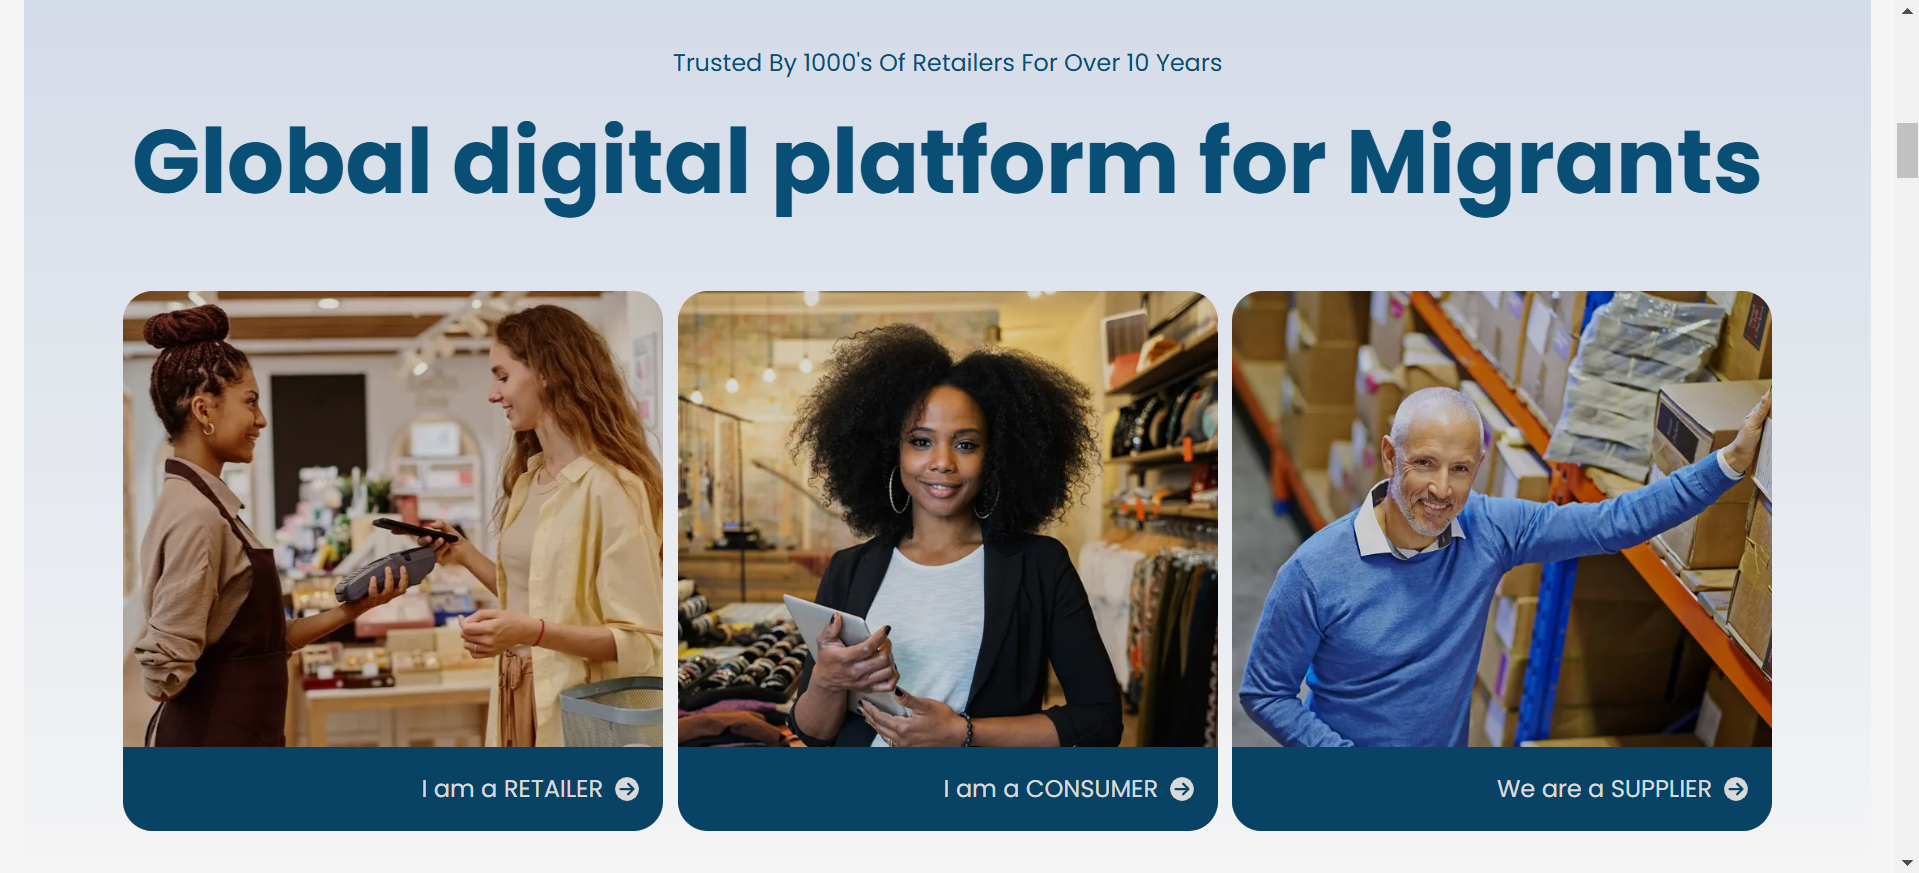 Trusted By 1000's Of Retailers For Over 10 Years
Global digital platform for Migrants
I am a RETAILER
I am a CONSUMER
We are a SUPPLIER